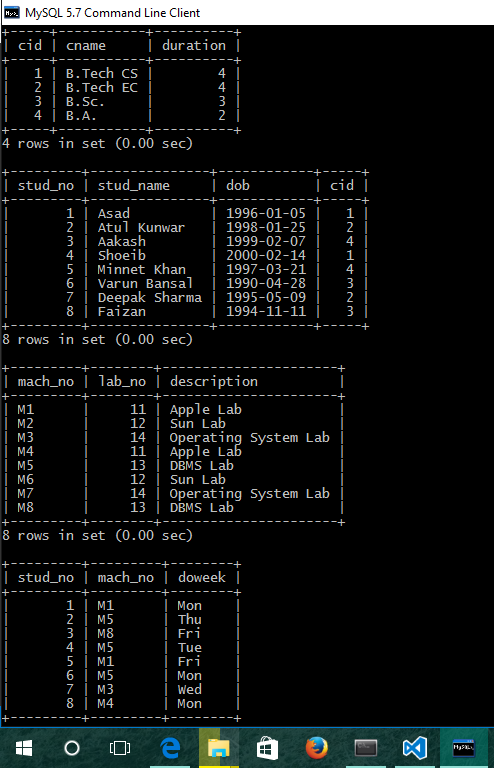 MySQL 5.7 Command Line Client
+-----+-----------+----------+
| cid | cname     | duration |
+-----+-----------+----------+
|   1 | B.Tech CS |        4 |
|   2 | B.Tech EC |        4 |
|   3 | B.Sc.     |        3 |
|   4 | B.A.      |        2 |
+-----+-----------+----------+
4 rows in set (0.00 sec)
+---------+---------------+------------+-----+
| stud_no | stud_name     | dob        | cid |
+---------+---------------+------------+-----+
|       1 | Asad          | 1996-01-05 |   1 |
|       2 | Atul Kunwar   | 1998-01-25 |   2 |
|       3 | Aakash        | 1999-02-07 |   4 |
|       4 | Shoeib        | 2000-02-14 |   1 |
|       5 | Minnet Khan   | 1997-03-21 |   4 |
|       6 | Varun Bansal  | 1990-04-28 |   3 |
|       7 | Deepak Sharma | 1995-05-09 |   2 |
|       8 | Faizan        | 1994-11-11 |   3 |
+---------+---------------+------------+-----+
8 rows in set (0.00 sec)
+---------+--------+----------------------+
| mach_no | lab_no | description          |
+---------+--------+----------------------+
| M1      |     11 | Apple Lab            |
| M2      |     12 | Sun Lab              |
| M3      |     14 | Operating System Lab |
| M4      |     11 | Apple Lab            |
| M5      |     13 | DBMS Lab             |
| M6      |     12 | Sun Lab              |
| M7      |     14 | Operating System Lab |
| M8      |     13 | DBMS Lab             |
+---------+--------+----------------------+
8 rows in set (0.00 sec)
+---------+---------+--------+
| stud_no | mach_no | doweek |
+---------+---------+--------+
|       1 | M1      | Mon    |
|       2 | M5      | Thu    |
|       3 | M8      | Fri    |
|       4 | M5      | Tue    |
|       5 | M1      | Fri    |
|       6 | M5      | Mon    |
|       7 | M3      | Wed    |
|       8 | M4      | Mon    |
+---------+---------+--------+